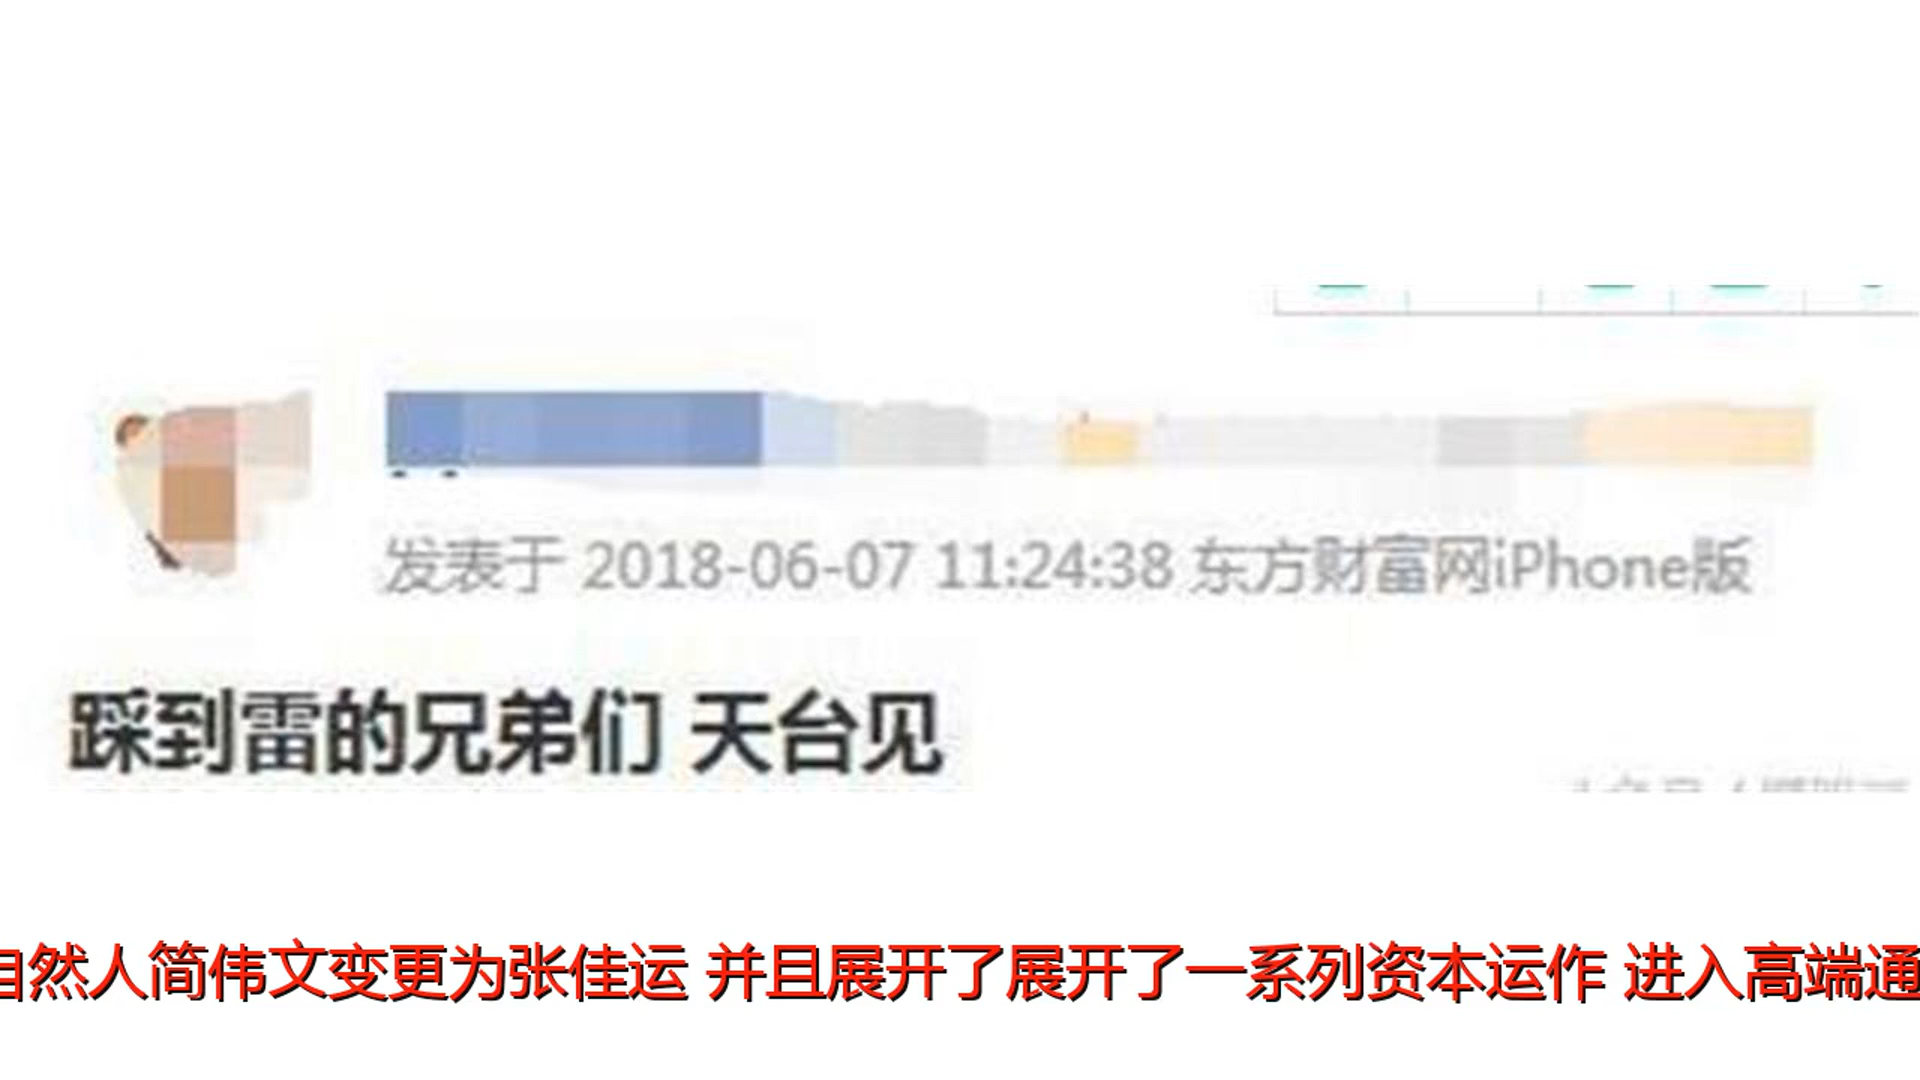 发表于 2018-06-07 11:24:38 东方财富网iPhone版
踩到雷的兄弟们 天台见
自然人简伟文变更为张佳运 并且展开了展开了一系列资本运作 进入高端通